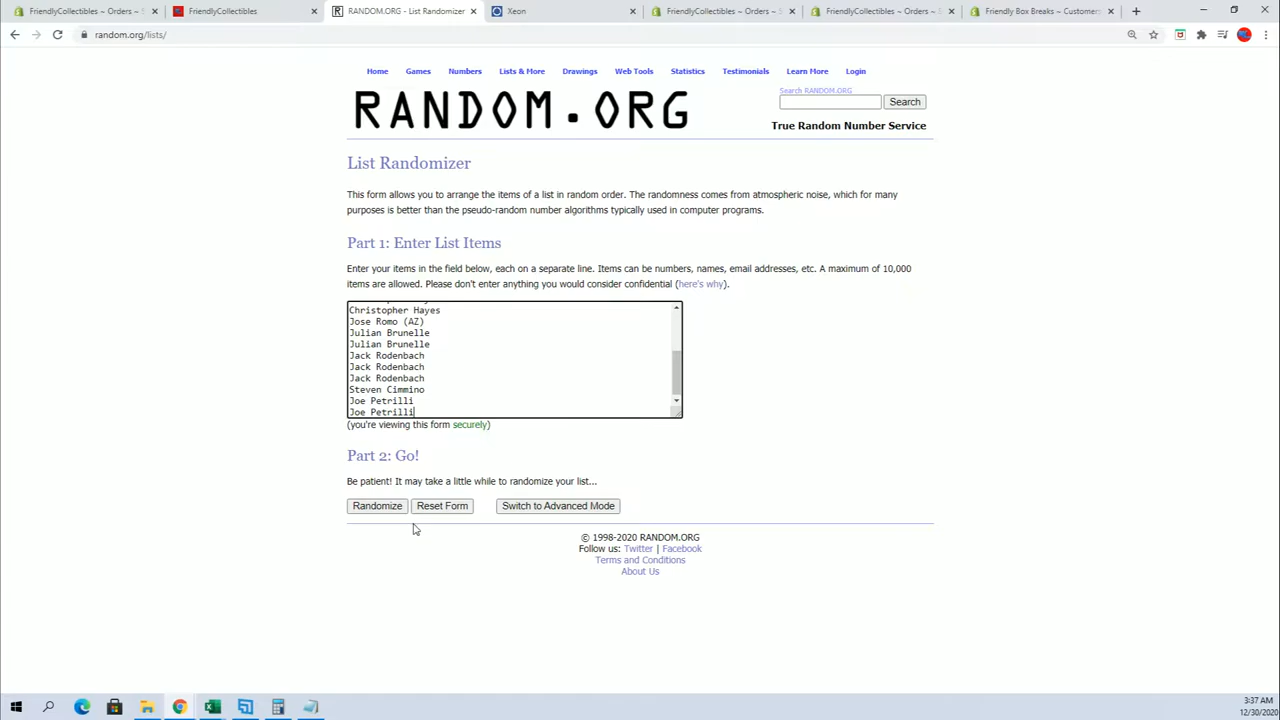 FriendlyCollectibles ~ Orders ~ S
FriendlyCollectibles
RANDOM.ORG - List Randomizer
Xeon
FriendlyCollectibles ~ Orders ~
FriendlyCollectibles ~ Orders ~
Friendly Box Breaks ~ Customers
random.org/lists/
Home Games Numbers Lists & More Drawings Web Tools Statistics Testimonials Learn More Login
RANDOM.ORG
Search RANDOM.ORG
Search
True Random Number Service
List Randomizer
This form allows you to arrange the items of a list in random order. The randomness comes from atmospheric noise, which for many
purposes is better than the pseudo-random number algorithms typically used in computer programs.
Part 1: Enter List Items
Enter your items in the field below, each on a separate line. Items can be numbers, names, email addresses, etc. A maximum of 10,000
items are allowed. Please don't enter anything you would consider confidential (here's why).
Christopher Hayes
Jose Romo (AZ)
Julian Brunelle
Julian Brunelle
Jack Rodenbach
Jack Rodenbach
Jack Rodenbach
Steven Cimmino
Joe Petrilli
Joe Petrilli
(you're viewing this form securely)
Part 2: Go!
Be patient! It may take a little while to randomize your list...
Randomize Reset Form Switch to Advanced Mode
© 1998-2020 RANDOM.ORG
Follow us: Twitter | Facebook
Terms and Conditions
About Us
3:37 AM
12/30/2020